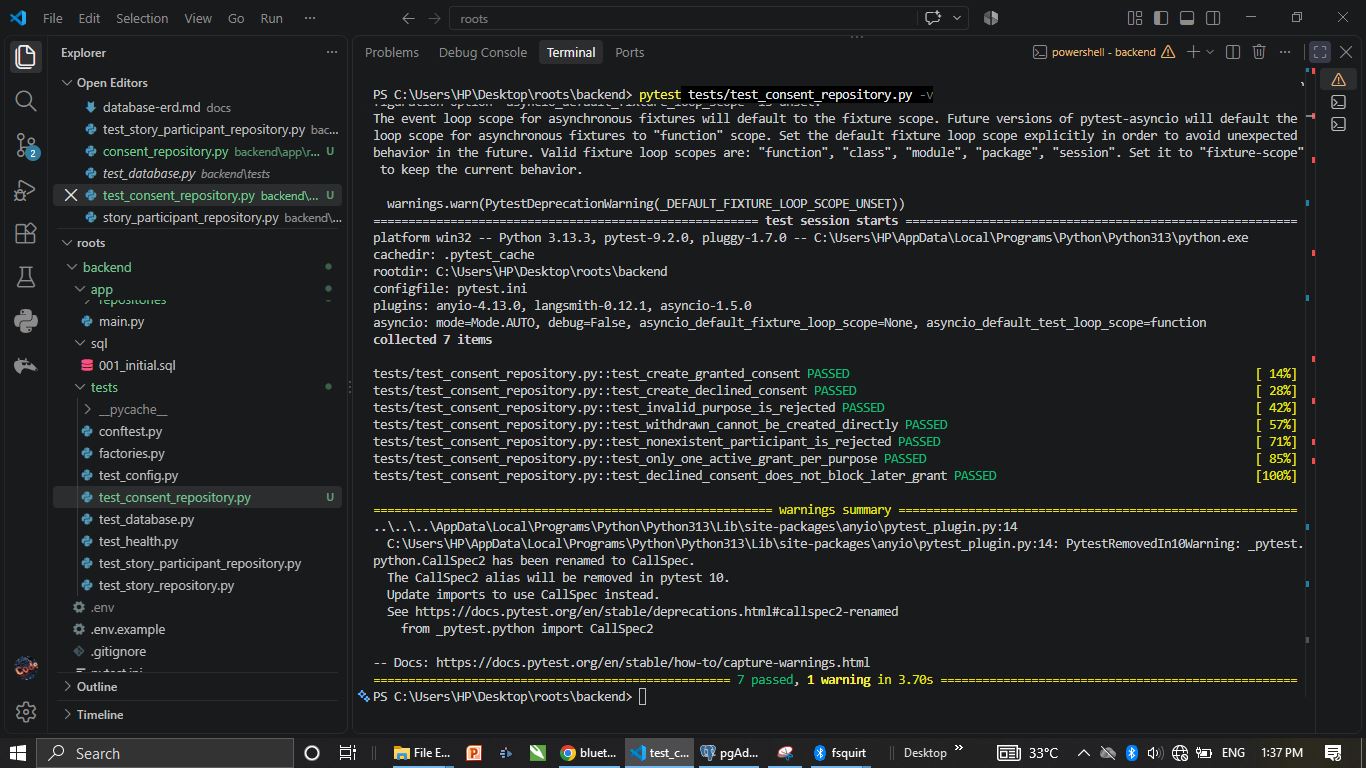 File Edit Selection View Go Run ··· roots
Explorer ···
Open Editors
database-erd.md docs
test_story_participant_repository.py bac...
consent_repository.py backend\app\r... U
test_database.py backend\tests
test_consent_repository.py backend\... U
story_participant_repository.py backend\...
roots
backend
app
repositories
main.py
sql
001_initial.sql
tests
__pycache__
conftest.py
factories.py
test_config.py
test_consent_repository.py U
test_database.py
test_health.py
test_story_participant_repository.py
test_story_repository.py
.env
.env.example
.gitignore
pytest.ini
Outline
Timeline
2
Problems Debug Console Terminal Ports powershell - backend
PS C:\Users\HP\Desktop\roots\backend> pytest tests/test_consent_repository.py -v
figuration option "asyncio_default_fixture_loop_scope" is unset.
The event loop scope for asynchronous fixtures will default to the fixture scope. Future versions of pytest-asyncio will default the
loop scope for asynchronous fixtures to "function" scope. Set the default fixture loop scope explicitly in order to avoid unexpected
behavior in the future. Valid fixture loop scopes are: "function", "class", "module", "package", "session". Set it to "fixture-scope"
to keep the current behavior.
warnings.warn(PytestDeprecationWarning(_DEFAULT_FIXTURE_LOOP_SCOPE_UNSET))
test session starts
platform win32 -- Python 3.13.3, pytest-9.2.0, pluggy-1.7.0 -- C:\Users\HP\AppData\Local\Programs\Python\Python313\python.exe
cachedir: .pytest_cache
rootdir: C:\Users\HP\Desktop\roots\backend
configfile: pytest.ini
plugins: anyio-4.13.0, langsmith-0.12.1, asyncio-1.5.0
asyncio: mode=Mode.AUTO, debug=False, asyncio_default_fixture_loop_scope=None, asyncio_default_test_loop_scope=function
collected 7 items
tests/test_consent_repository.py::test_create_granted_consent PASSED [ 14%]
tests/test_consent_repository.py::test_create_declined_consent PASSED [ 28%]
tests/test_consent_repository.py::test_invalid_purpose_is_rejected PASSED [ 42%]
tests/test_consent_repository.py::test_withdrawn_cannot_be_created_directly PASSED [ 57%]
tests/test_consent_repository.py::test_nonexistent_participant_is_rejected PASSED [ 71%]
tests/test_consent_repository.py::test_only_one_active_grant_per_purpose PASSED [ 85%]
tests/test_consent_repository.py::test_declined_consent_does_not_block_later_grant PASSED [100%]
warnings summary
..\..\..\AppData\Local\Programs\Python\Python313\Lib\site-packages\anyio\pytest_plugin.py:14
C:\Users\HP\AppData\Local\Programs\Python\Python313\Lib\site-packages\anyio\pytest_plugin.py:14: PytestRemovedIn10Warning: _pytest.
python.CallSpec2 has been renamed to CallSpec.
The CallSpec2 alias will be removed in pytest 10.
Update imports to use CallSpec instead.
See https://docs.pytest.org/en/stable/deprecations.html#callspec2-renamed
from _pytest.python import CallSpec2
-- Docs: https://docs.pytest.org/en/stable/how-to/capture-warnings.html
7 passed, 1 warning in 3.70s
PS C:\Users\HP\Desktop\roots\backend>
Search File E... bluet... test_c... pgAd... fsquirt Desktop 33°C ENG 1:37 PM